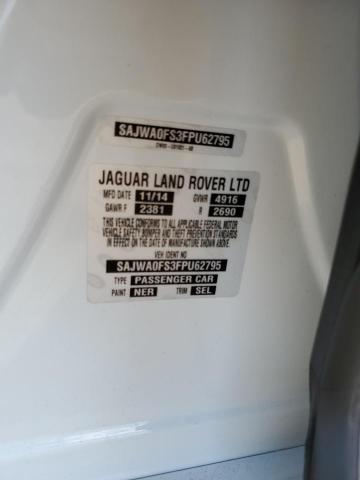 SAJWA0FS3FPU62795
JAGUAR LAND ROVER LTD
MFD DATE 11/14 GVWR 4916
GAWR F 2381 R 2690
THIS VEHICLE CONFORMS TO ALL APPLICABLE FEDERAL MOTOR
VEHICLE SAFETY BUMPER AND THEFT PREVENTION STANDARDS
IN EFFECT ON THE DATE OF MANUFACTURE SHOWN ABOVE
VEH IDENT NO
SAJWA0FS3FPU62795
TYPE PASSENGER CAR
PAINT NER TRIM SEL